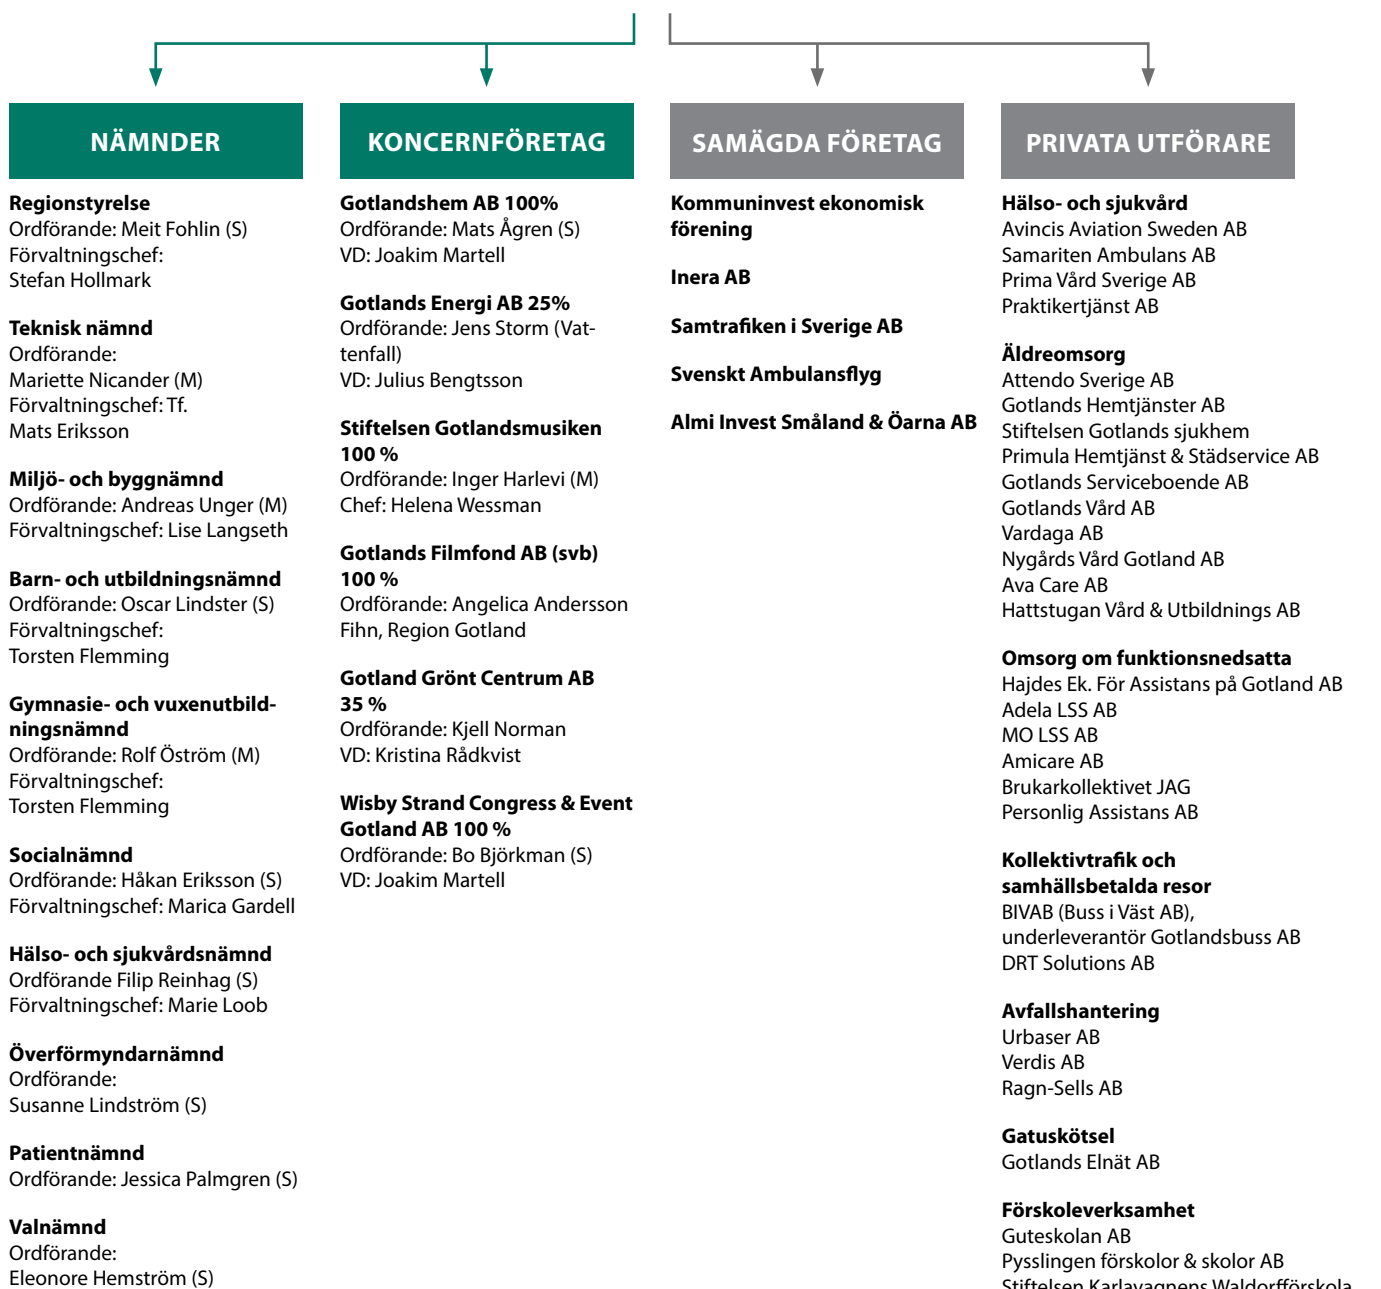 NÄMNDER
Regionstyrelse
Ordförande: Meit Fohlin (S)
Förvaltningschef:
Stefan Hollmark
Teknisk nämnd
Ordförande:
Mariette Nicander (M)
Förvaltningschef: Tf.
Mats Eriksson
Miljö- och byggnämnd
Ordförande: Andreas Unger (M)
Förvaltningschef: Lise Langseth
Barn- och utbildningsnämnd
Ordförande: Oscar Lindster (S)
Förvaltningschef:
Torsten Flemming
Gymnasie- och vuxenutbild-
ningsnämnd
Ordförande: Rolf Öström (M)
Förvaltningschef:
Torsten Flemming
Socialnämnd
Ordförande: Håkan Eriksson (S)
Förvaltningschef: Marica Gardell
Hälso- och sjukvårdsnämnd
Ordförande Filip Reinhag (S)
Förvaltningschef: Marie Loob
Överförmyndarnämnd
Ordförande:
Susanne Lindström (S)
Patientnämnd
Ordförande: Jessica Palmgren (S)
Valnämnd
Ordförande:
Eleonore Hemström (S)
KONCERNFÖRETAG
Gotlandshem AB 100%
Ordförande: Mats Ågren (S)
VD: Joakim Martell
Gotlands Energi AB 25%
Ordförande: Jens Storm (Vat-
tenfall)
VD: Julius Bengtsson
Stiftelsen Gotlandsmusiken
100 %
Ordförande: Inger Harlevi (M)
Chef: Helena Wessman
Gotlands Filmfond AB (svb)
100 %
Ordförande: Angelica Andersson
Fihn, Region Gotland
Gotland Grönt Centrum AB
35 %
Ordförande: Kjell Norman
VD: Kristina Rådkvist
Wisby Strand Congress & Event
Gotland AB 100 %
Ordförande: Bo Björkman (S)
VD: Joakim Martell
SAMÄGDA FÖRETAG
Kommuninvest ekonomisk
förening
Inera AB
Samtrafiken i Sverige AB
Svenskt Ambulansflyg
Almi Invest Småland & Öarna AB
PRIVATA UTFÖRARE
Hälso- och sjukvård
Avincis Aviation Sweden AB
Samariten Ambulans AB
Prima Vård Sverige AB
Praktikertjänst AB
Äldreomsorg
Attendo Sverige AB
Gotlands Hemtjänster AB
Stiftelsen Gotlands sjukhem
Primula Hemtjänst & Städservice AB
Gotlands Serviceboende AB
Gotlands Vård AB
Vardaga AB
Nygårds Vård Gotland AB
Ava Care AB
Hattstugan Vård & Utbildnings AB
Omsorg om funktionsnedsatta
Hajdes Ek. För Assistans på Gotland AB
Adela LSS AB
MO LSS AB
Amicare AB
Brukarkollektivet JAG
Personlig Assistans AB
Kollektivtrafik och
samhällsbetalda resor
BIVAB (Buss i Väst AB),
underleverantör Gotlandsbuss AB
DRT Solutions AB
Avfallshantering
Urbaser AB
Verdis AB
Ragn-Sells AB
Gatuskötsel
Gotlands Elnät AB
Förskoleverksamhet
Guteskolan AB
Pysslingen förskolor & skolor AB
Stiftelsen Karlavagnens Waldorfförskola